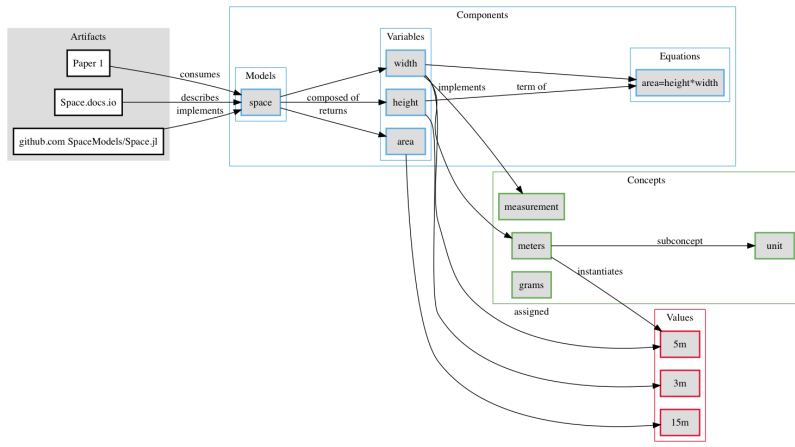 Components
Artifacts
Variables
Equations
Models
Paper 1
consumes
width
implements
area=height*width
Space.docs.io
describes
space
composed of
height
term of
implements
returns
github.com SpaceModels/Space.jl
area
Concepts
measurement
meters
subconcept
unit
instantiates
grams
assigned
Values
5m
3m
15m